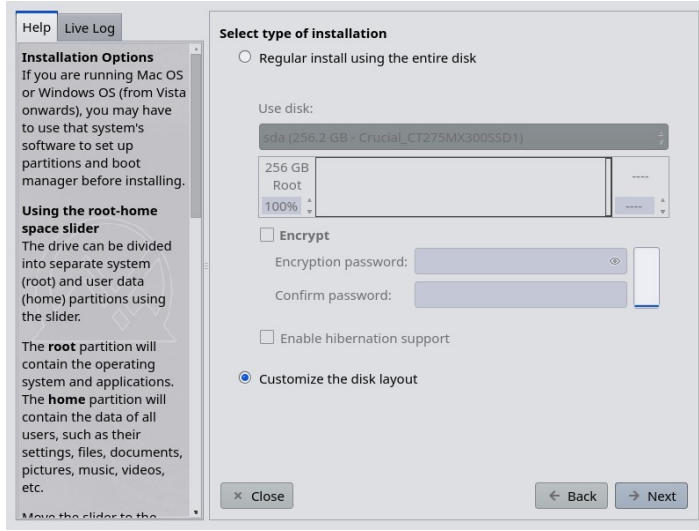 Help
Live Log
Installation Options
If you are running Mac OS
or Windows OS (from Vista
onwards), you may have
to use that system's
software to set up
partitions and boot
manager before installing.
Using the root-home
space slider
The drive can be divided
into separate system
(root) and user data
(home) partitions using
the slider.
The root partition will
contain the operating
system and applications.
The home partition will
contain the data of all
users, such as their
settings, files, documents,
pictures, music, videos,
etc.
Move the slider to the
Select type of installation
Regular install using the entire disk
Use disk:
sda (256.2 GB - Crucial_CT275MX300SSD1)
256 GB
Root
100%
----
----
Encrypt
Encryption password:
Confirm password:
Enable hibernation support
Customize the disk layout
Close
Back
Next